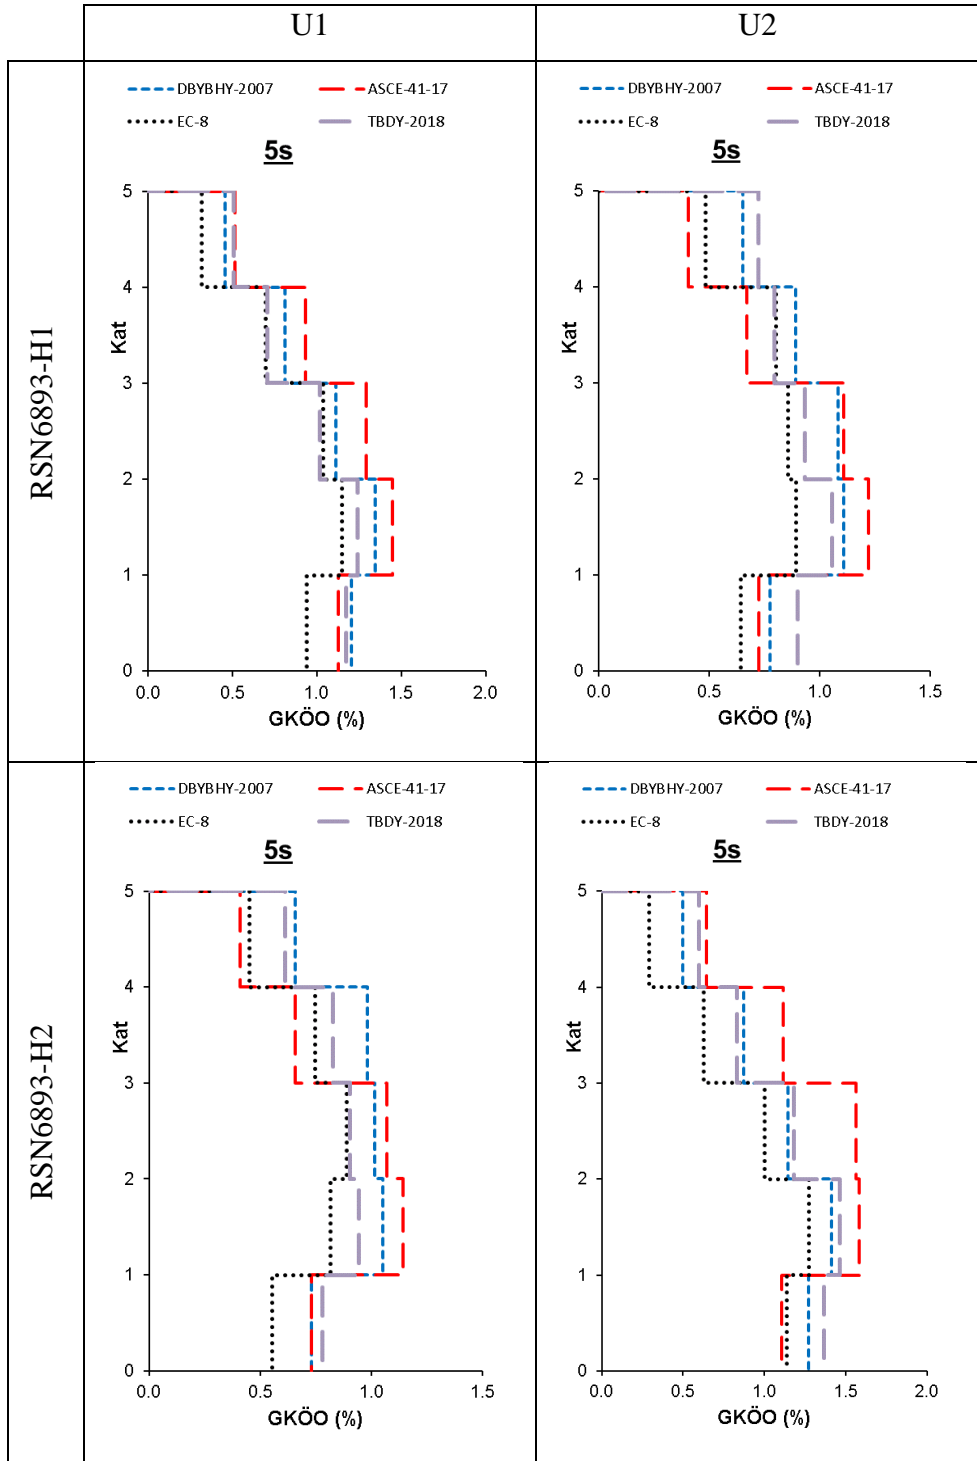 U1
U2
RSN6893-H1
DBYBHY-2007
ASCE-41-17
EC-8
TBDY-2018
5s
Kat
5
4
3
2
1
0
0.0 0.5 1.0 1.5 2.0
GKÖO (%)
DBYBHY-2007
ASCE-41-17
EC-8
TBDY-2018
5s
5
4
3
2
1
0
0.0 0.5 1.0 1.5
GKÖO (%)
RSN6893-H2
DBYBHY-2007
ASCE-41-17
EC-8
TBDY-2018
5s
Kat
5
4
3
2
1
0
0.0 0.5 1.0 1.5
GKÖO (%)
DBYBHY-2007
ASCE-41-17
EC-8
TBDY-2018
5s
5
4
3
2
1
0
0.0 0.5 1.0 1.5 2.0
GKÖO (%)